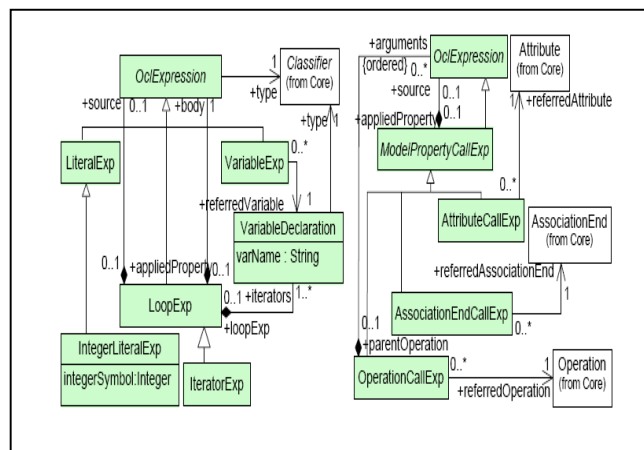 OclExpression
1
Classifier
(from Core)
+type
+source
0..1
+body
1
+type
1
LiteralExp
VariableExp
0..*
+referredVariable
1
VariableDeclaration
varName : String
0..1
+appliedProperty
0..1
LoopExp
0..1
+iterators
1..*
+loopExp
IntegerLiteralExp
integerSymbol:Integer
IteratorExp
+arguments
{ordered}
0..*
OclExpression
Attribute
(from Core)
+source
0..1
1
+referredAttribute
+appliedProperty
0..1
ModelPropertyCallExp
0..*
AttributeCallExp
AssociationEnd
(from Core)
+referredAssociationEnd
1
AssociationEndCallExp
0..*
0..1
+parentOperation
OperationCallExp
0..*
1
+referredOperation
Operation
(from Core)